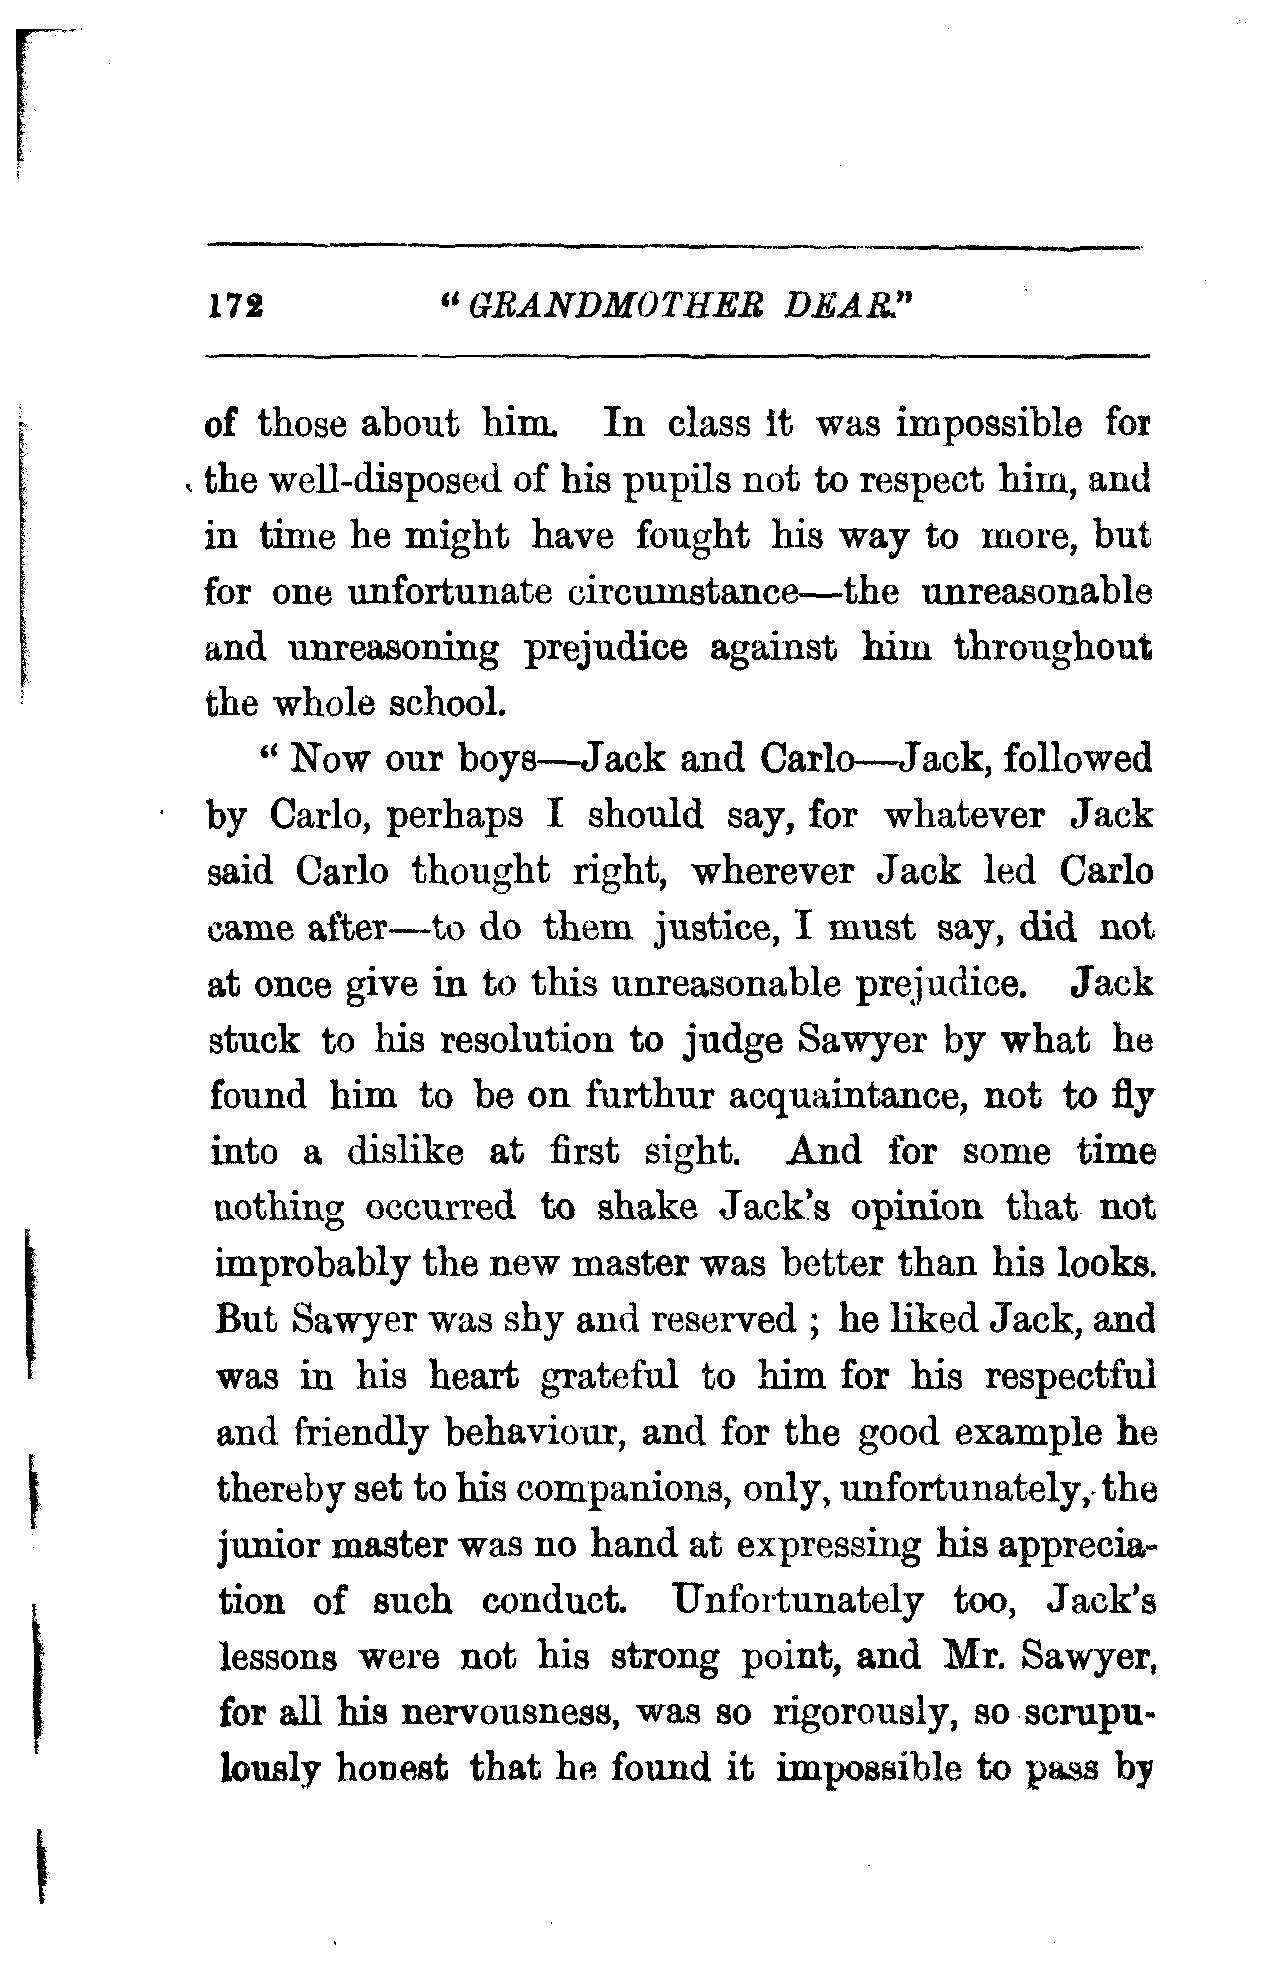 172 " GRANDMOTHER DEAR."
of those about him. In class it was impossible for
the well-disposed of his pupils not to respect him, and
in time he might have fought his way to more, but
for one unfortunate circumstance—the unreasonable
and unreasoning prejudice against him throughout
the whole school.
" Now our boys—Jack and Carlo—Jack, followed
by Carlo, perhaps I should say, for whatever Jack
said Carlo thought right, wherever Jack led Carlo
came after—to do them justice, I must say, did not
at once give in to this unreasonable prejudice. Jack
stuck to his resolution to judge Sawyer by what he
found him to be on furthur acquaintance, not to fly
into a dislike at first sight. And for some time
nothing occurred to shake Jack's opinion that not
improbably the new master was better than his looks.
But Sawyer was shy and reserved ; he liked Jack, and
was in his heart grateful to him for his respectful
and friendly behaviour, and for the good example he
thereby set to his companions, only, unfortunately, the
junior master was no hand at expressing his apprecia-
tion of such conduct. Unfortunately too, Jack's
lessons were not his strong point, and Mr. Sawyer,
for all his nervousness, was so rigorously, so scrupu-
lously honest that he found it impossible to pass by